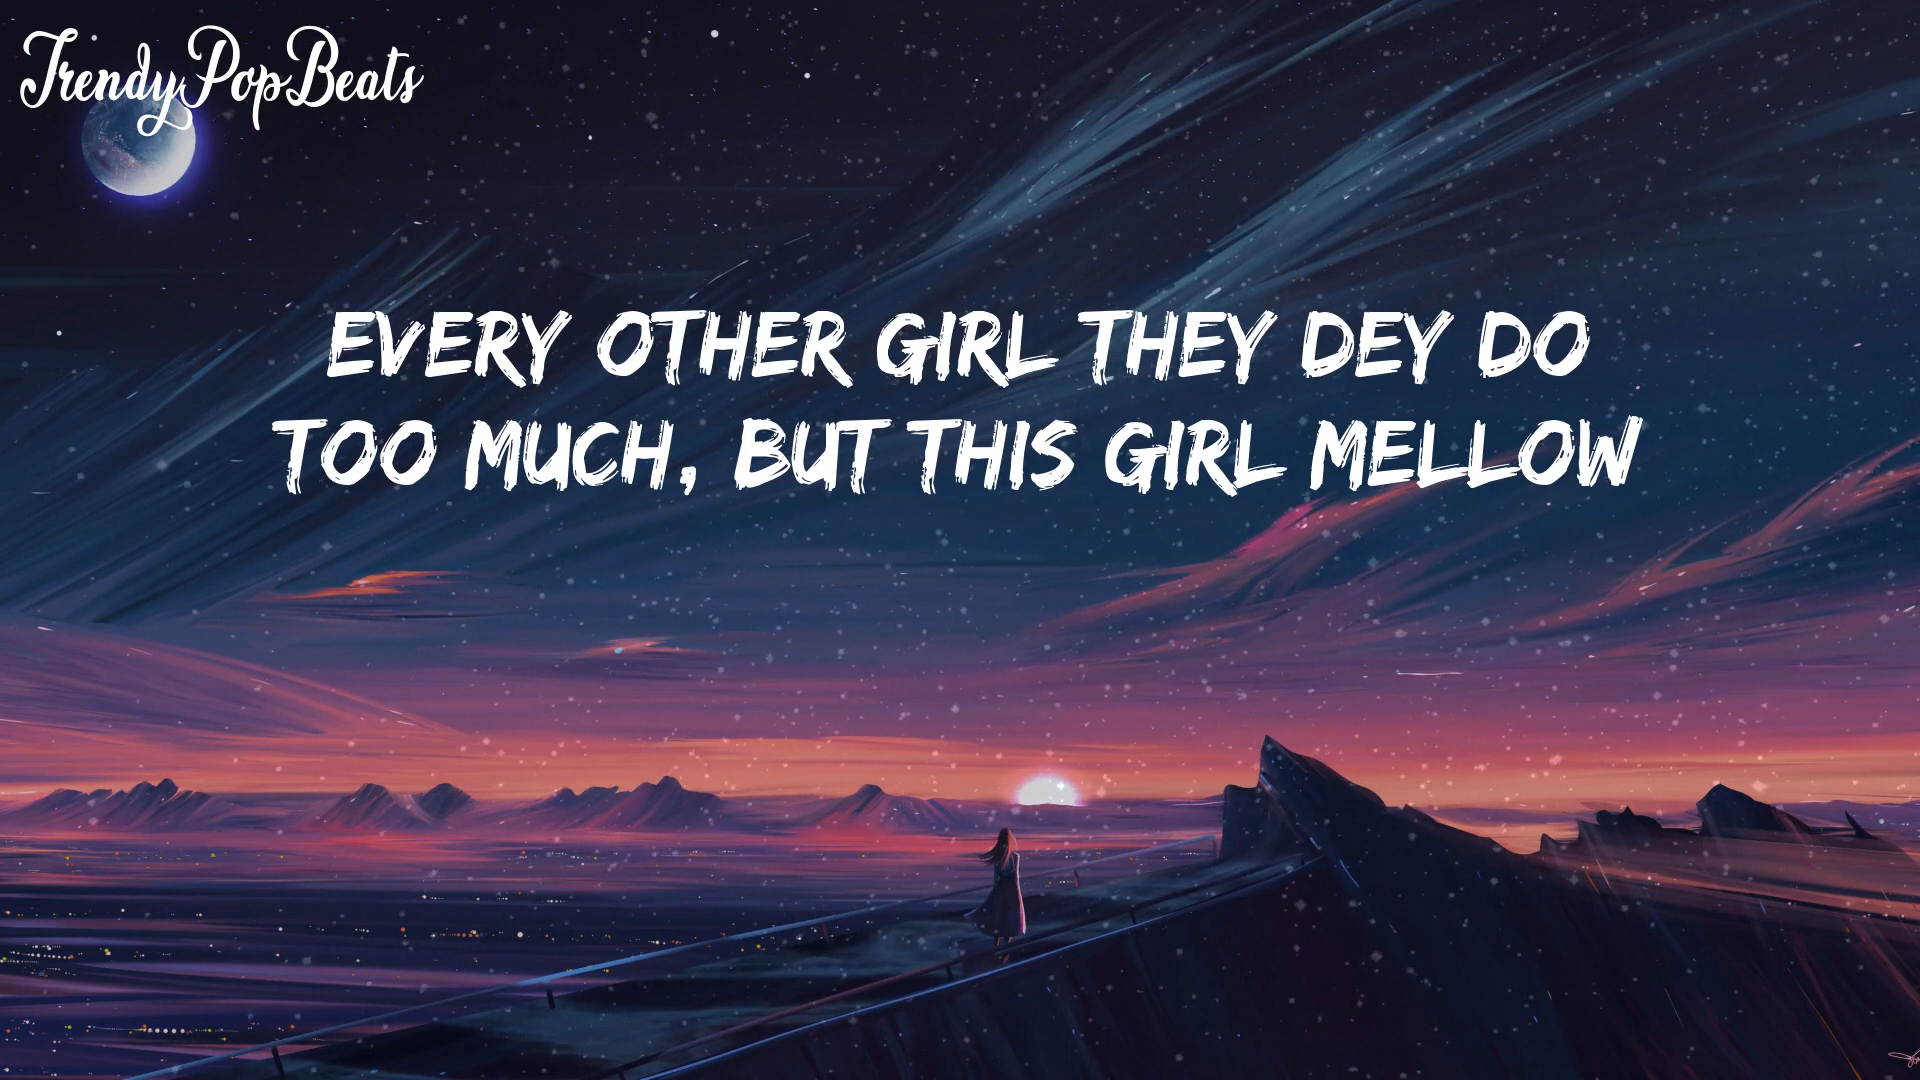 TrendyPopBeats
EVERY OTHER GIRL THEY DEY DO
TOO MUCH, BUT THIS GIRL MELLOW